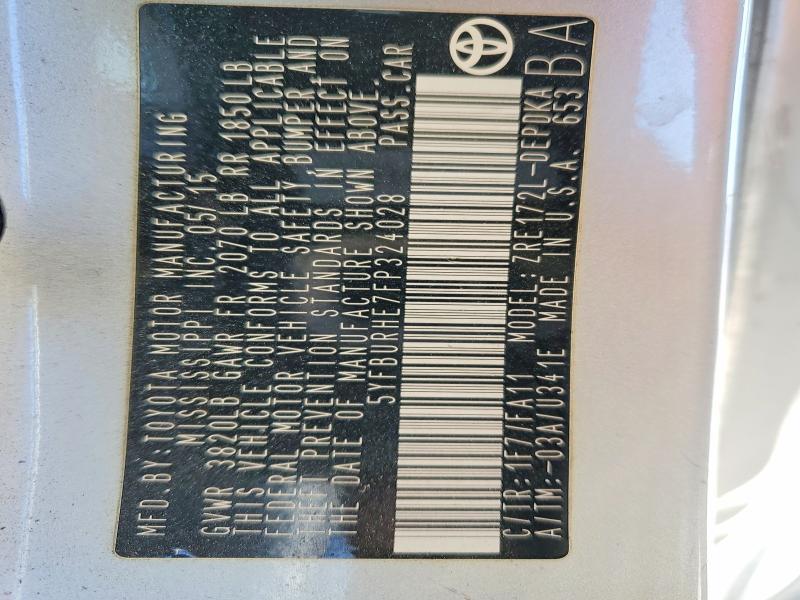 MFD. BY: TOYOTA MOTOR MANUFACTURING
MISSISSIPPI INC. 05/15
GVWR 3820LB GAWR FR 2070 LB RR 1850LB
THIS VEHICLE CONFORMS TO ALL APPLICABLE
FEDERAL MOTOR VEHICLE SAFETY, BUMPER, AND
THEFT PREVENTION STANDARDS IN EFFECT ON
THE DATE OF MANUFACTURE SHOWN ABOVE.
5YFBURHE7FP324028 PASS. CAR
C/TR: 1F7/FA11 MODEL: ZRE172L-DEPDKA
A/TM:-03A/U341E MADE IN U.S.A. 653
BA